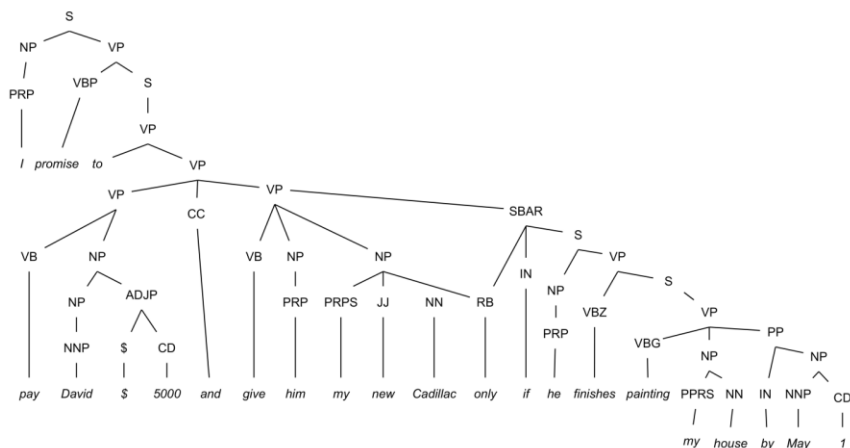 S
NP VP
PRP VBP S
VP
I promise to VP
VP CC VP SBAR
VB NP VB NP NP IN S
NP ADJP PRP PRPS JJ NN RB NP VP
NNP $ CD PRP VBZ S
VBG VP PP
NP NP
pay David $ 5000 and give him my new Cadillac only if he finishes painting PPRS NN IN NNP CD
my house by May 1